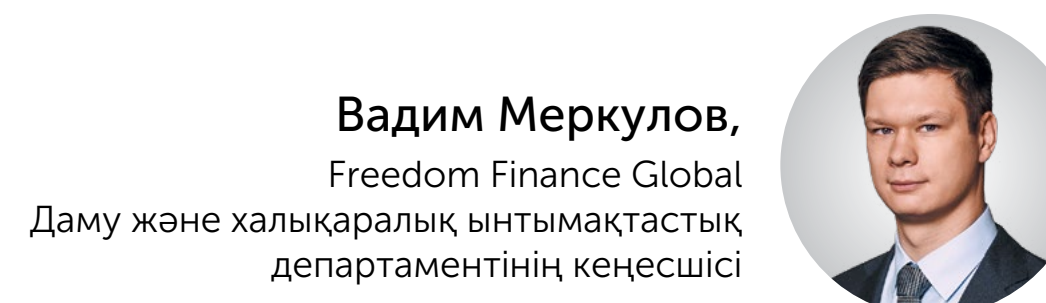 Вадим Меркулов,
Freedom Finance Global
Даму және халықаралық ынтымақтастық
департаментінің кеңесшісі